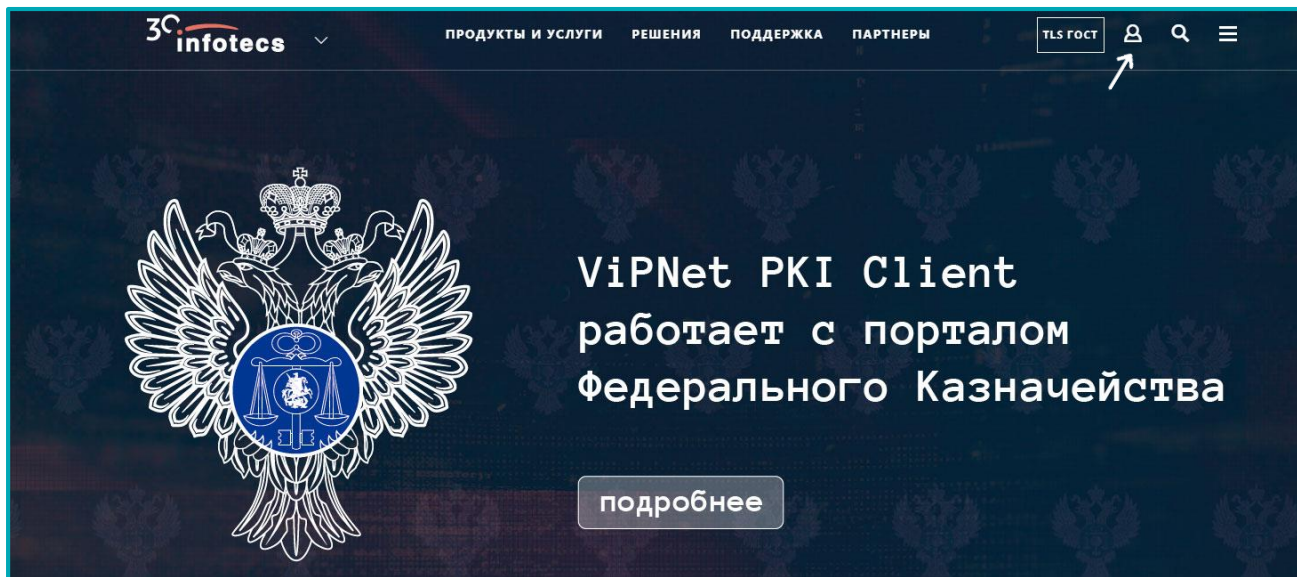 30 infotecs
ПРОДУКТЫ И УСЛУГИ РЕШЕНИЯ ПОДДЕРЖКА ПАРТНЕРЫ TLS ГОСТ
ViPNet PKI Client
работает с порталом
Федерального Казначейства
подробнее